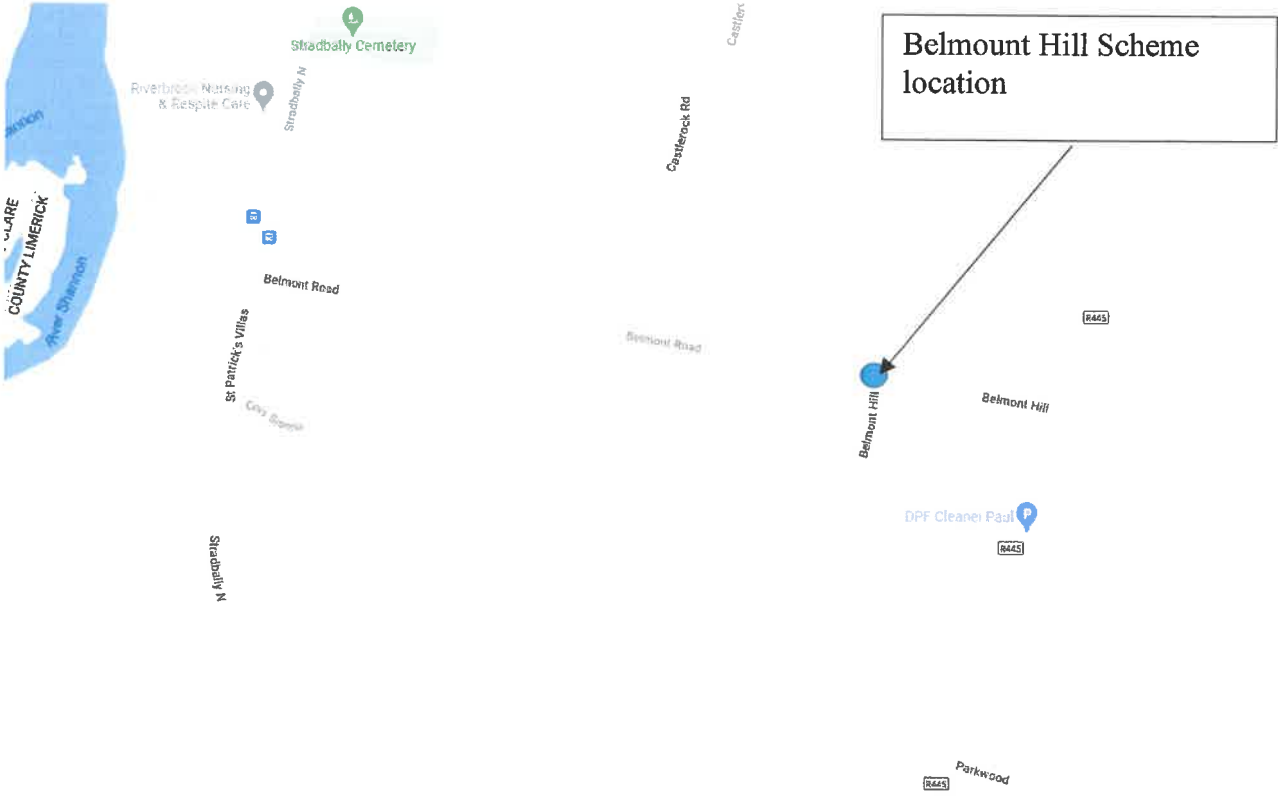 Stradbally Cemetery
Riverbrook Nursing
& Respite Care
Stradbally N
Castlerock Rd
Belmount Hill Scheme
location
COUNTY LIMERICK
River Shannon
Belmont Road
St Patrick's Villas
Belmont Road
R445
Belmont Hill
Belmont Hill
DPF Cleaner Paul
R445
Stradbally N
Parkwood
R445